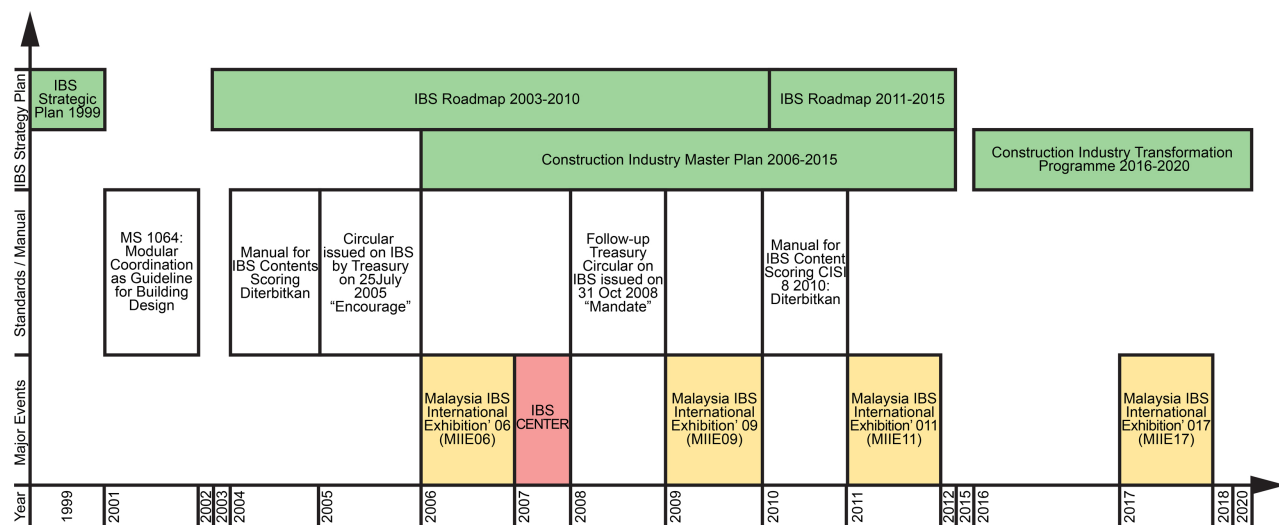 IBS Strategy Plan
IBS
Strategic
Plan 1999
IBS Roadmap 2003-2010
IBS Roadmap 2011-2015
Construction Industry Master Plan 2006-2015
Construction Industry Transformation
Programme 2016-2020
Standards / Manual
MS 1064:
Modular
Coordination
as Guideline
for Building
Design
Manual for
IBS Contents
Scoring
Diterbitkan
Circular
issued on IBS
by Treasury
on 25July
2005
“Encourage”
Follow-up
Treasury
Circular on
IBS issued on
31 Oct 2008
“Mandate”
Manual for
IBS Content
Scoring CISI
8 2010:
Diterbitkan
Major Events
Malaysia IBS
International
Exhibition’ 06
(MIIE06)
IBS
CENTER
Malaysia IBS
International
Exhibition’ 09
(MIIE09)
Malaysia IBS
International
Exhibition’ 011
(MIIE11)
Malaysia IBS
International
Exhibition’ 017
(MIIE17)
Year
1999
2001
2002
2003
2004
2005
2006
2007
2008
2009
2010
2011
2012
2015
2016
2017
2018
2020